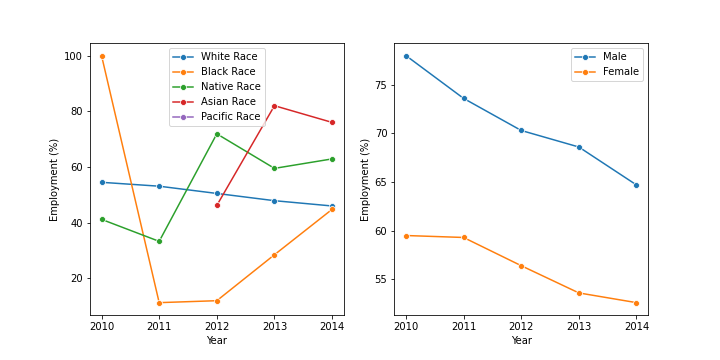 White Race
Black Race
Native Race
Asian Race
Pacific Race
100
80
60
40
20
Employment (%)
2010 2011 2012 2013 2014
Year
Male
Female
75
70
65
60
55
Employment (%)
2010 2011 2012 2013 2014
Year